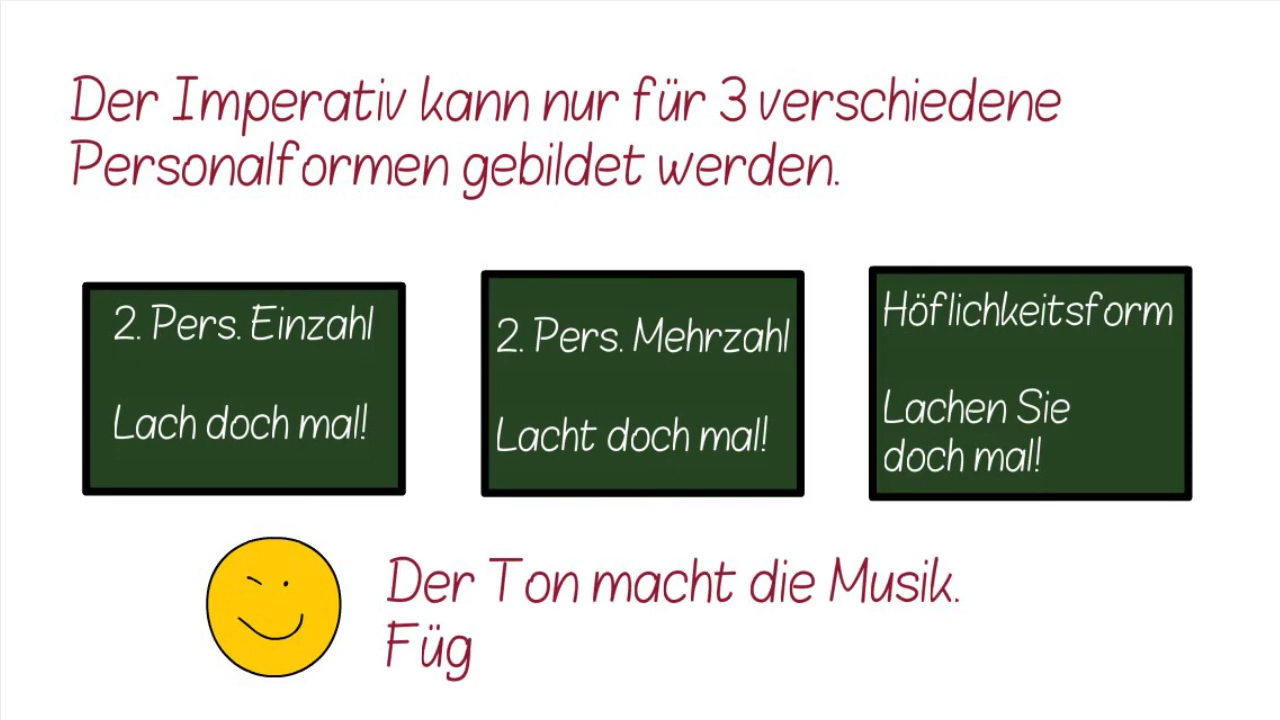 Der Imperativ kann nur für 3 verschiedene
Personalformen gebildet werden.
2. Pers. Einzahl
Lach doch mal!
2. Pers. Mehrzahl
Lacht doch mal!
Höflichkeitsform
Lachen Sie
doch mal!
Der Ton macht die Musik.
Füg